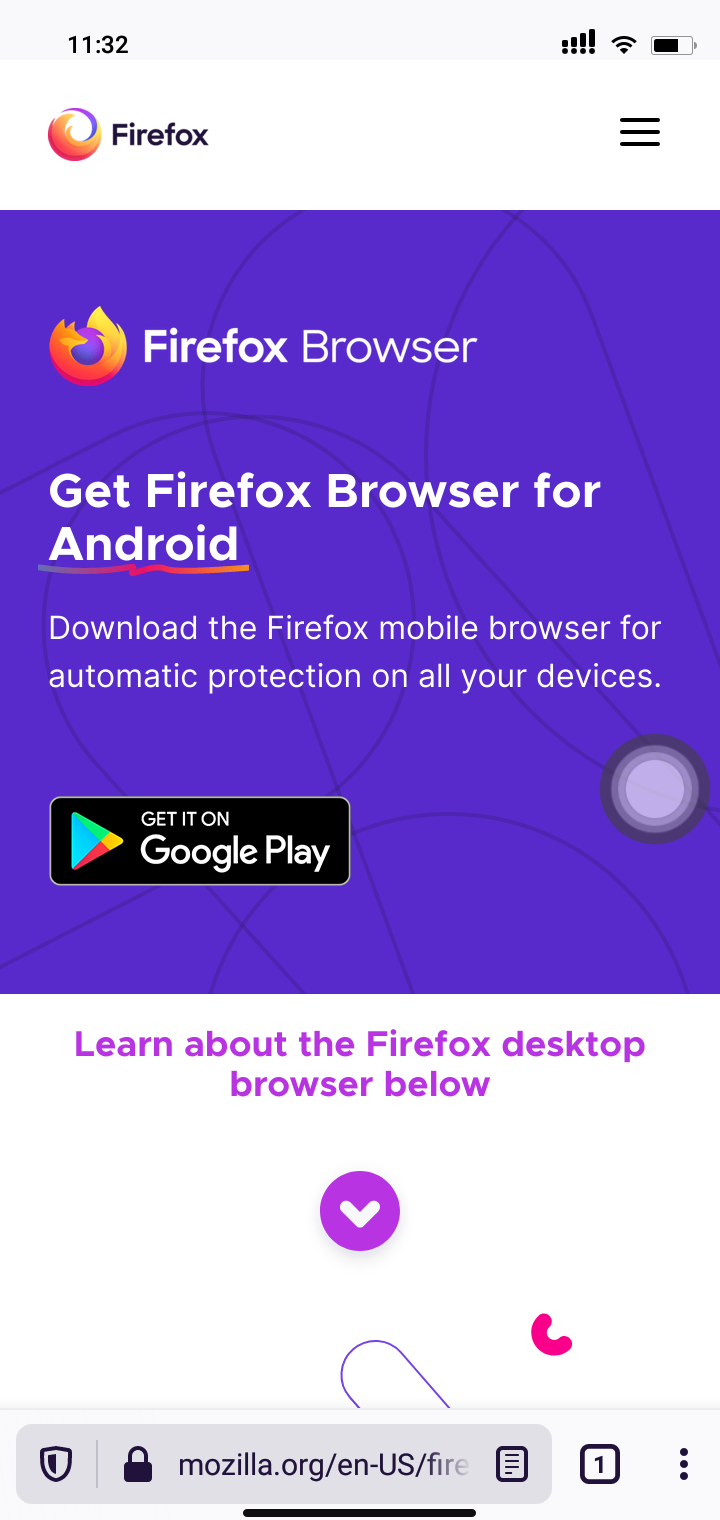 11:32
Firefox
Firefox Browser
Get Firefox Browser for
Android
Download the Firefox mobile browser for
automatic protection on all your devices.
GET IT ON
Google Play
Learn about the Firefox desktop
browser below
mozilla.org/en-US/fire
1